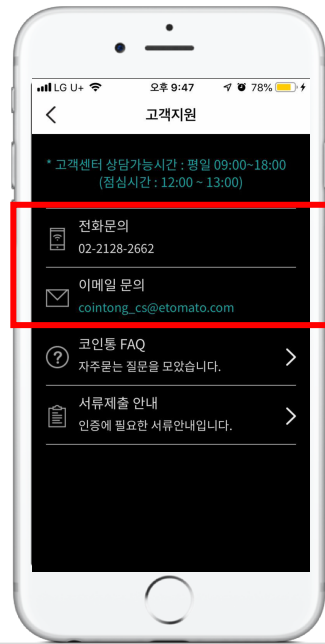 LG U+ 오후 9:47 78%
고객지원
* 고객센터 상담가능시간 : 평일 09:00~18:00
(점심시간 : 12:00 ~ 13:00)
전화문의
02-2128-2662
이메일 문의
cointong_cs@etomato.com
코인통 FAQ
자주묻는 질문을 모았습니다.
서류제출 안내
인증에 필요한 서류안내입니다.